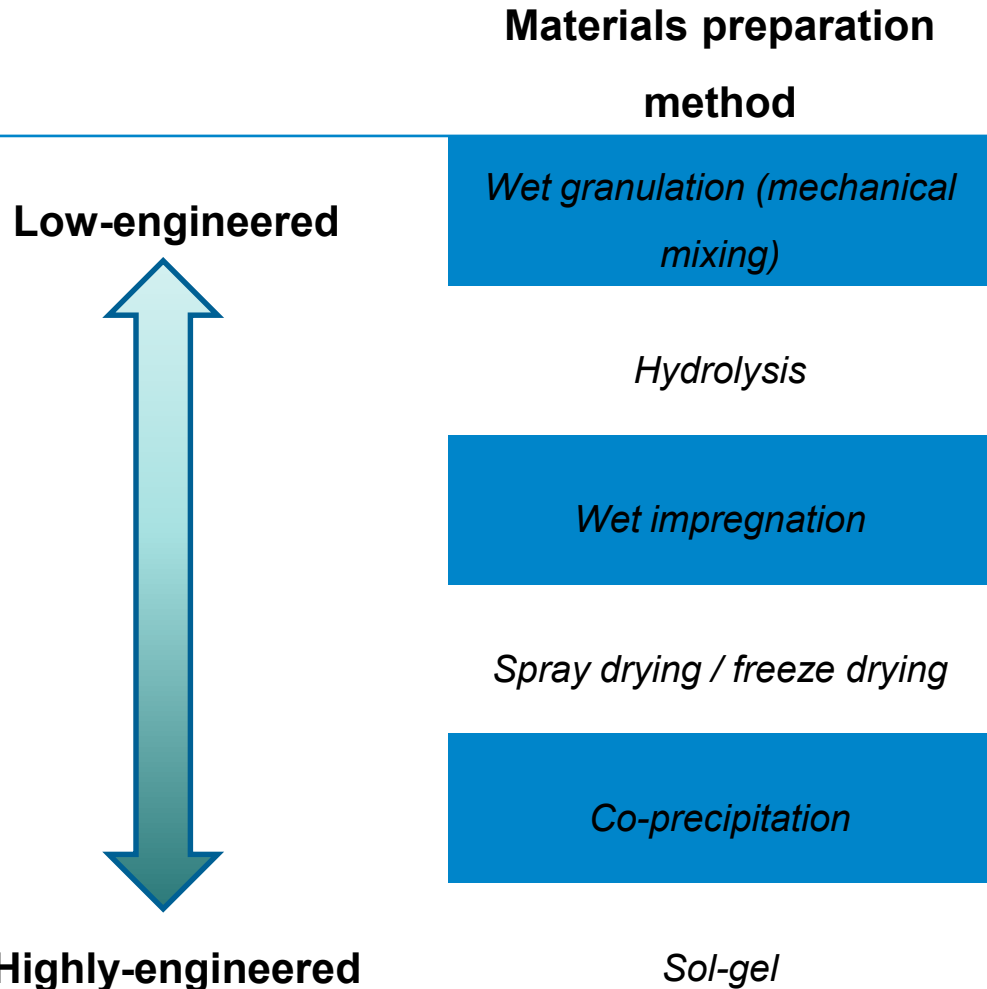 Materials preparation
method
Low-engineered
Wet granulation (mechanical
mixing)
Hydrolysis
Wet impregnation
Spray drying / freeze drying
Co-precipitation
Highly-engineered
Sol-gel